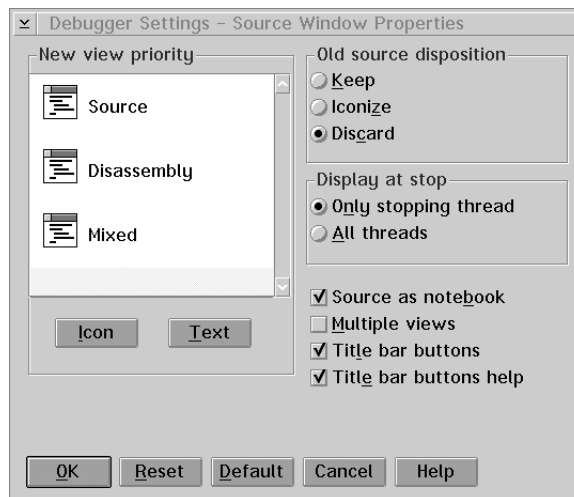 Debugger Settings - Source Window Properties
New view priority
Source
Disassembly
Mixed
Icon
Text
Old source disposition
Keep
Iconize
Discard
Display at stop
Only stopping thread
All threads
Source as notebook
Multiple views
Title bar buttons
Title bar buttons help
OK Reset Default Cancel Help